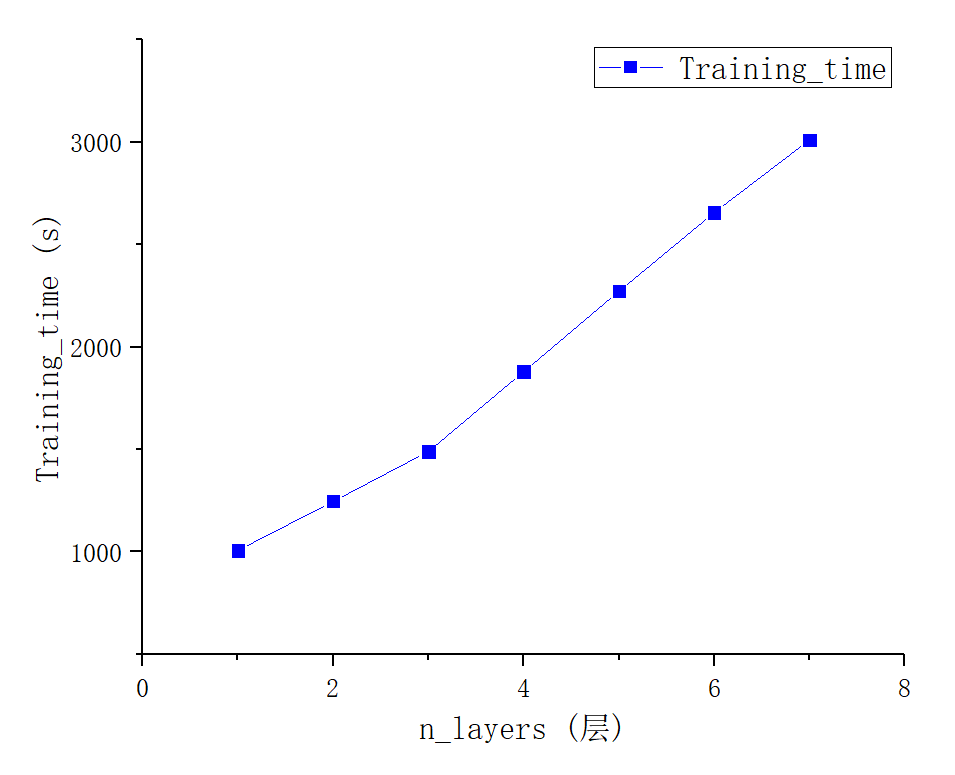 Training_time
3000
2000
1000
Training_time (s)
0 2 4 6 8
n_layers (层)